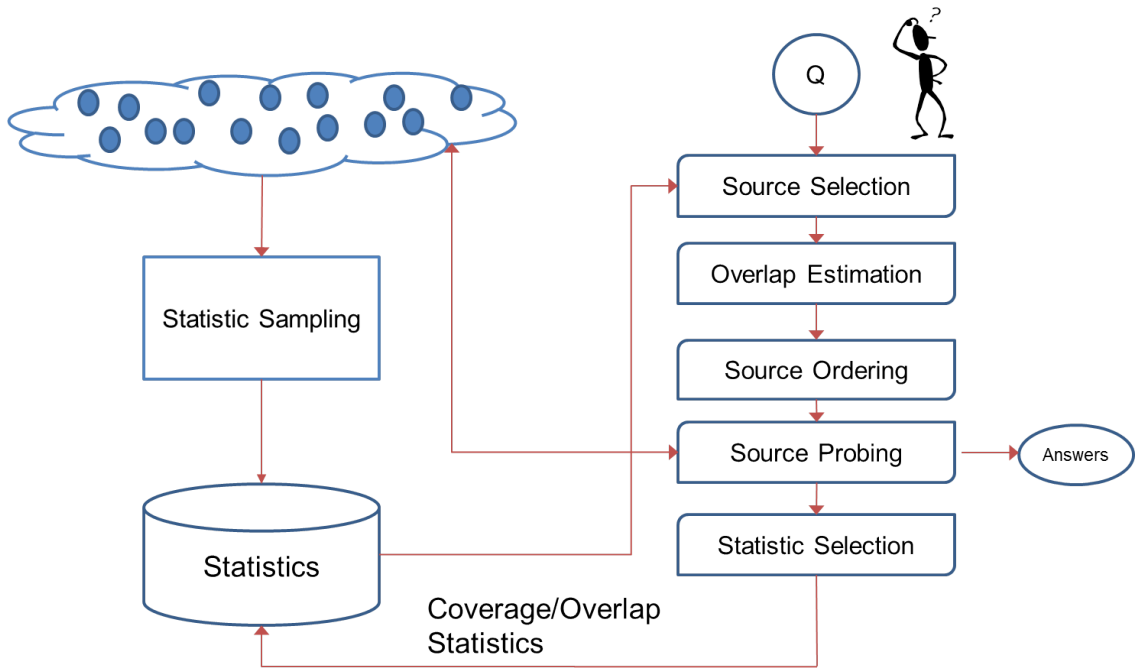 ?
Q
Source Selection
Overlap Estimation
Statistic Sampling
Source Ordering
Source Probing
Answers
Statistic Selection
Statistics
Coverage/Overlap
Statistics